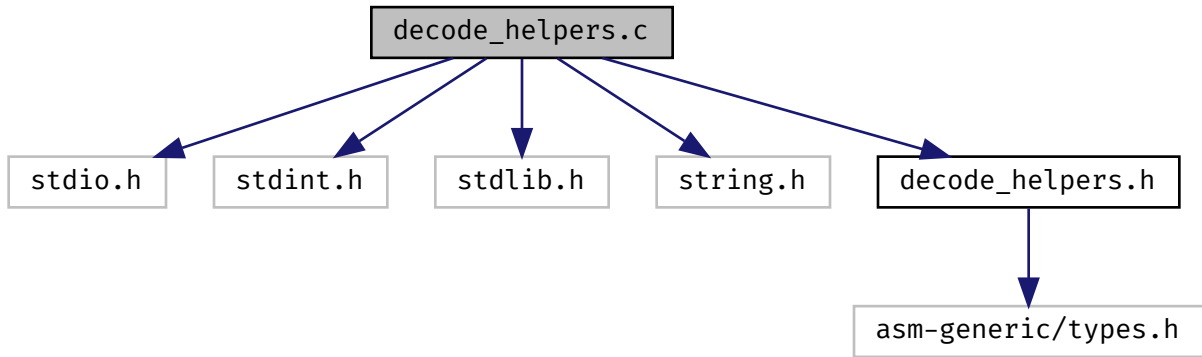 decode_helpers.c
stdio.h
stdint.h
stdlib.h
string.h
decode_helpers.h
asm-generic/types.h